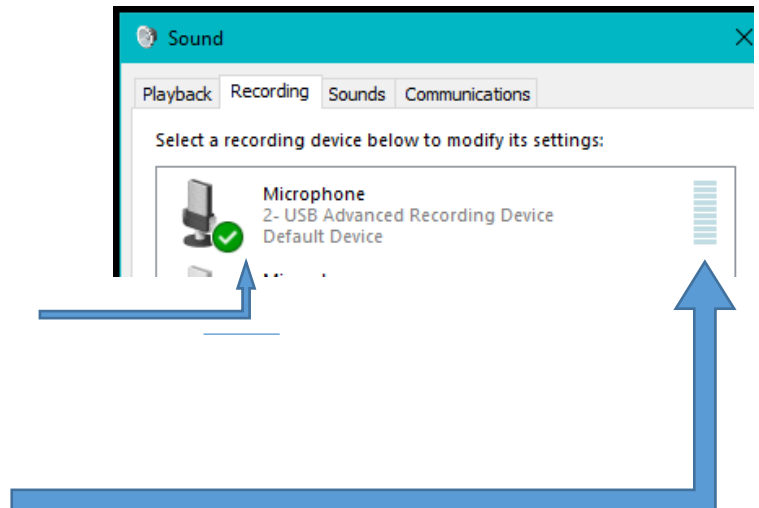 Sound
Playback Recording Sounds Communications
Select a recording device below to modify its settings:
Microphone
2- USB Advanced Recording Device
Default Device